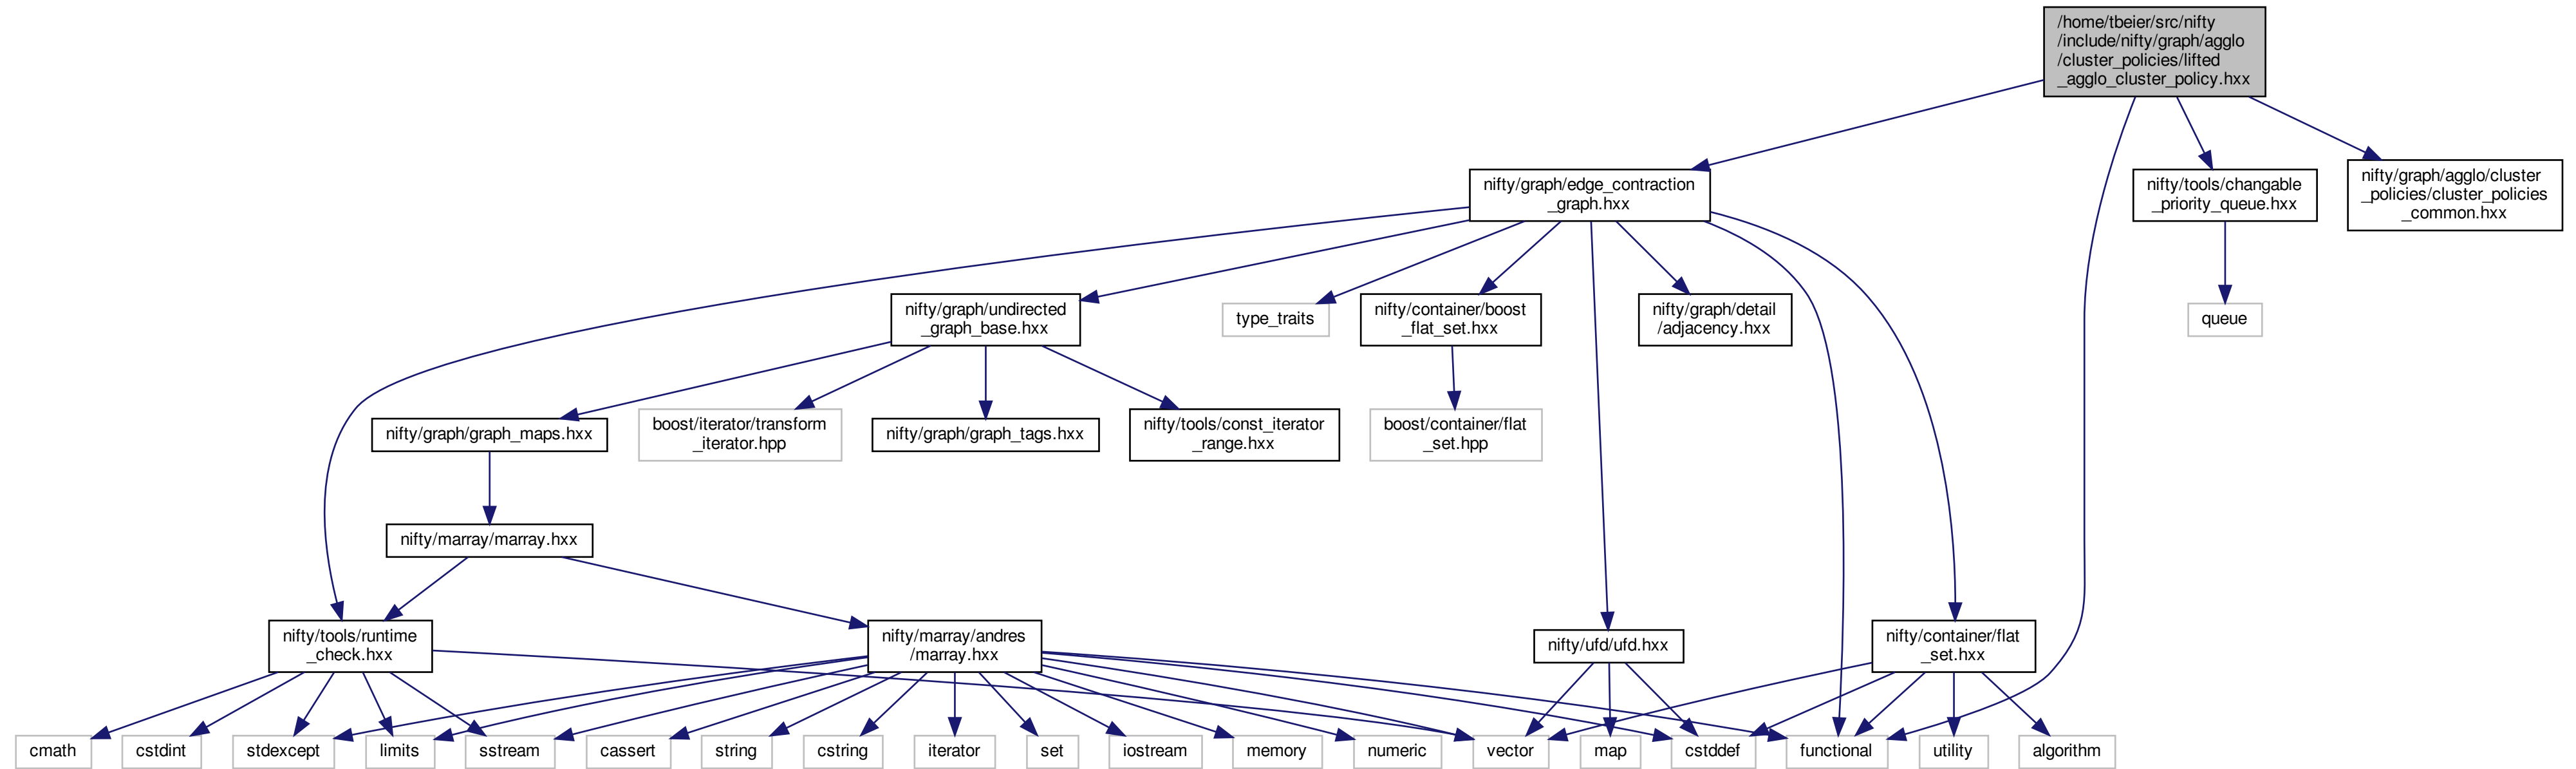 /home/tbeier/src/nifty
/include/nifty/graph/agglo
/cluster_policies/lifted
_agglo_cluster_policy.hxx
nifty/graph/edge_contraction
_graph.hxx
nifty/tools/changable
_priority_queue.hxx
nifty/graph/agglo/cluster
_policies/cluster_policies
_common.hxx
nifty/graph/undirected
_graph_base.hxx
type_traits
nifty/container/boost
_flat_set.hxx
nifty/graph/detail
/adjacency.hxx
queue
nifty/graph/graph_maps.hxx
boost/iterator/transform
_iterator.hpp
nifty/graph/graph_tags.hxx
nifty/tools/const_iterator
_range.hxx
boost/container/flat
_set.hpp
nifty/marray/marray.hxx
nifty/tools/runtime
_check.hxx
nifty/marray/andres
/marray.hxx
nifty/ufd/ufd.hxx
nifty/container/flat
_set.hxx
cmath
cstdint
stdexcept
limits
sstream
cassert
string
cstring
iterator
set
iostream
memory
numeric
vector
map
cstddef
functional
utility
algorithm